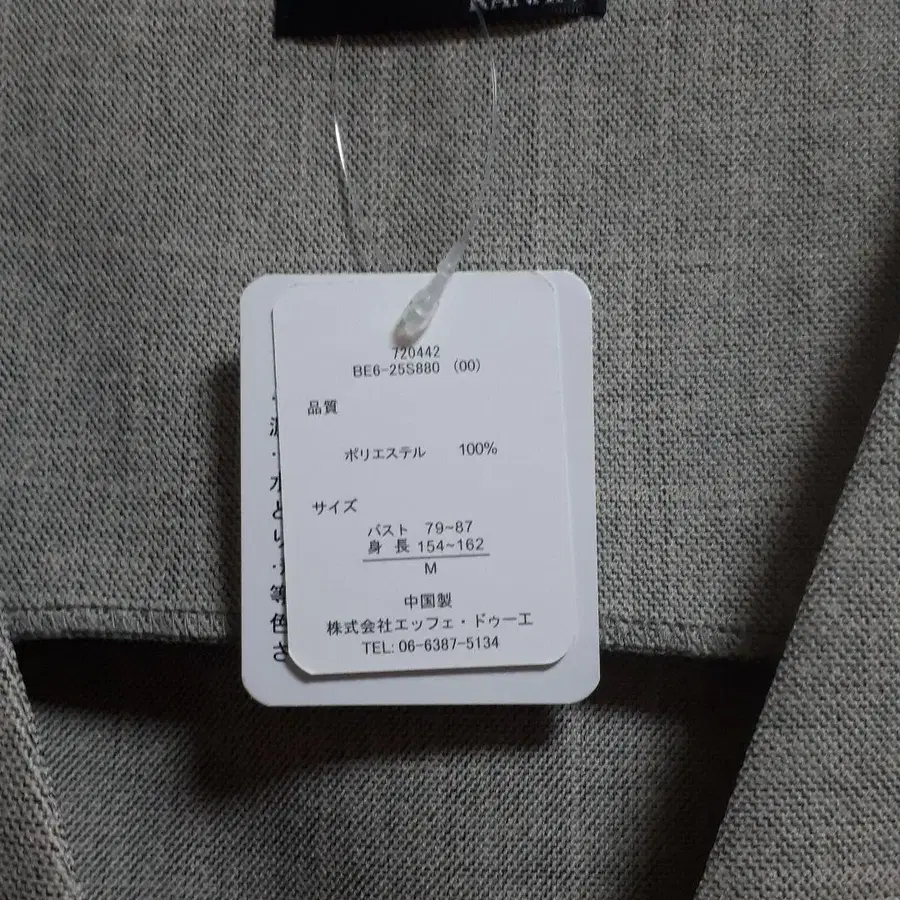 720442
BE6-25S880 (00)
品質
ポリエステル 100%
サイズ
バスト 79~87
身長 154~162
M
中国製
株式会社エッフェ・ドゥーエ
TEL: 06-6387-5134